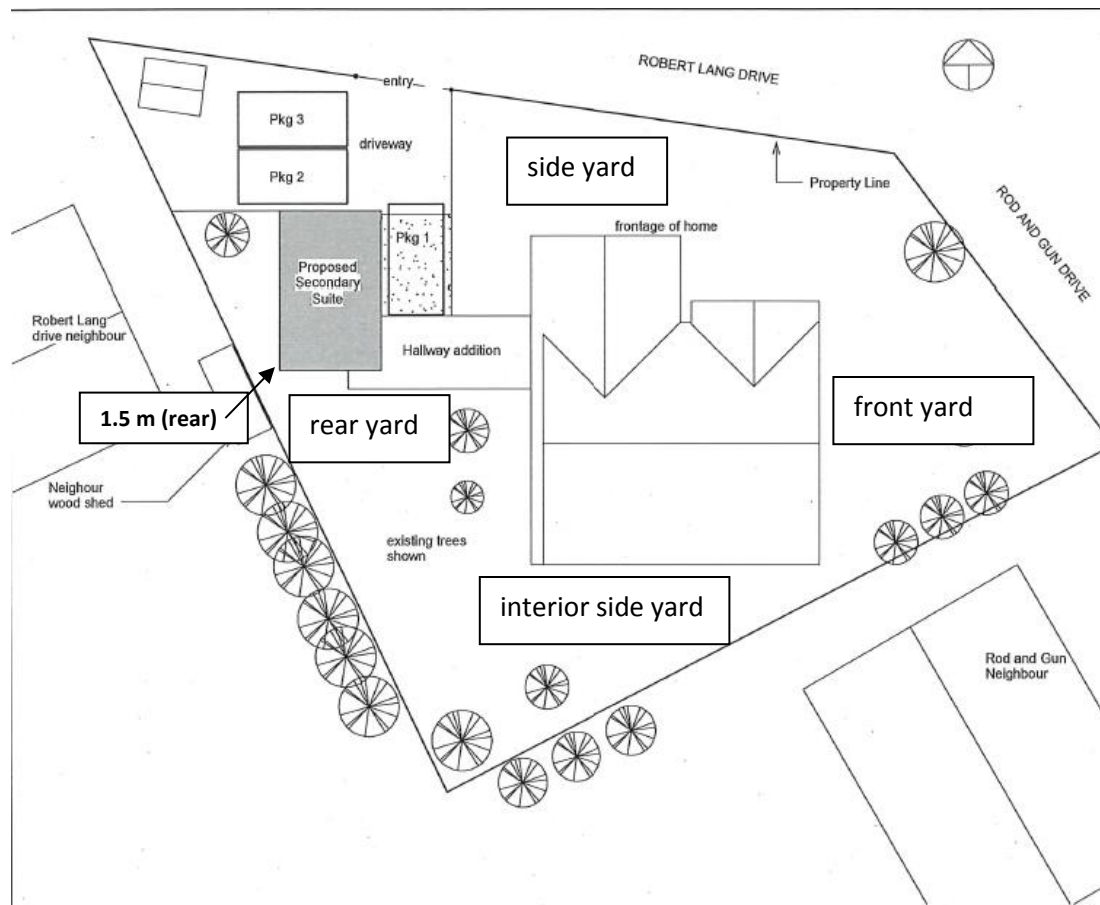 ROBERT LANG DRIVE
entry
Pkg 3
driveway
Pkg 2
side yard
Property Line
ROD AND GUN DRIVE
frontage of home
Pkg 1
Proposed
Secondary
Suite
Robert Lang
drive neighbour
Hallway addition
1.5 m (rear)
rear yard
front yard
Neighour
wood shed
existing trees
shown
interior side yard
Rod and Gun
Neighbour